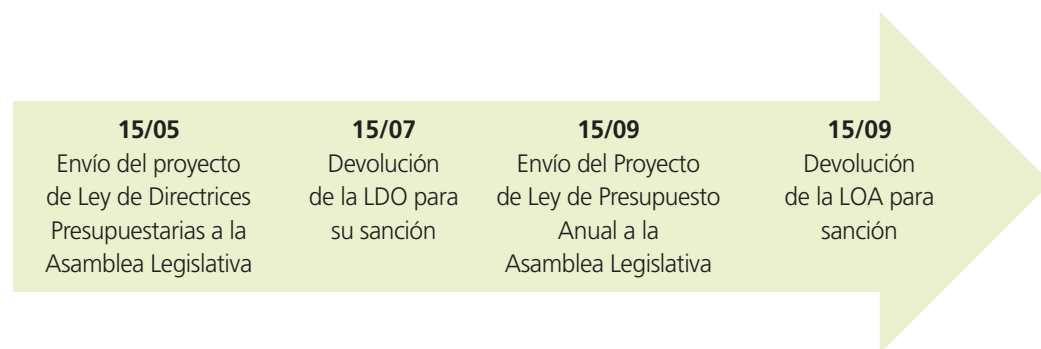 15/05
Envío del proyecto
de Ley de Directrices
Presupuestarias a la
Asamblea Legislativa
15/07
Devolución
de la LDO para
su sanción
15/09
Envío del Proyecto
de Ley de Presupuesto
Anual a la
Asamblea Legislativa
15/09
Devolución
de la LOA para
sanción